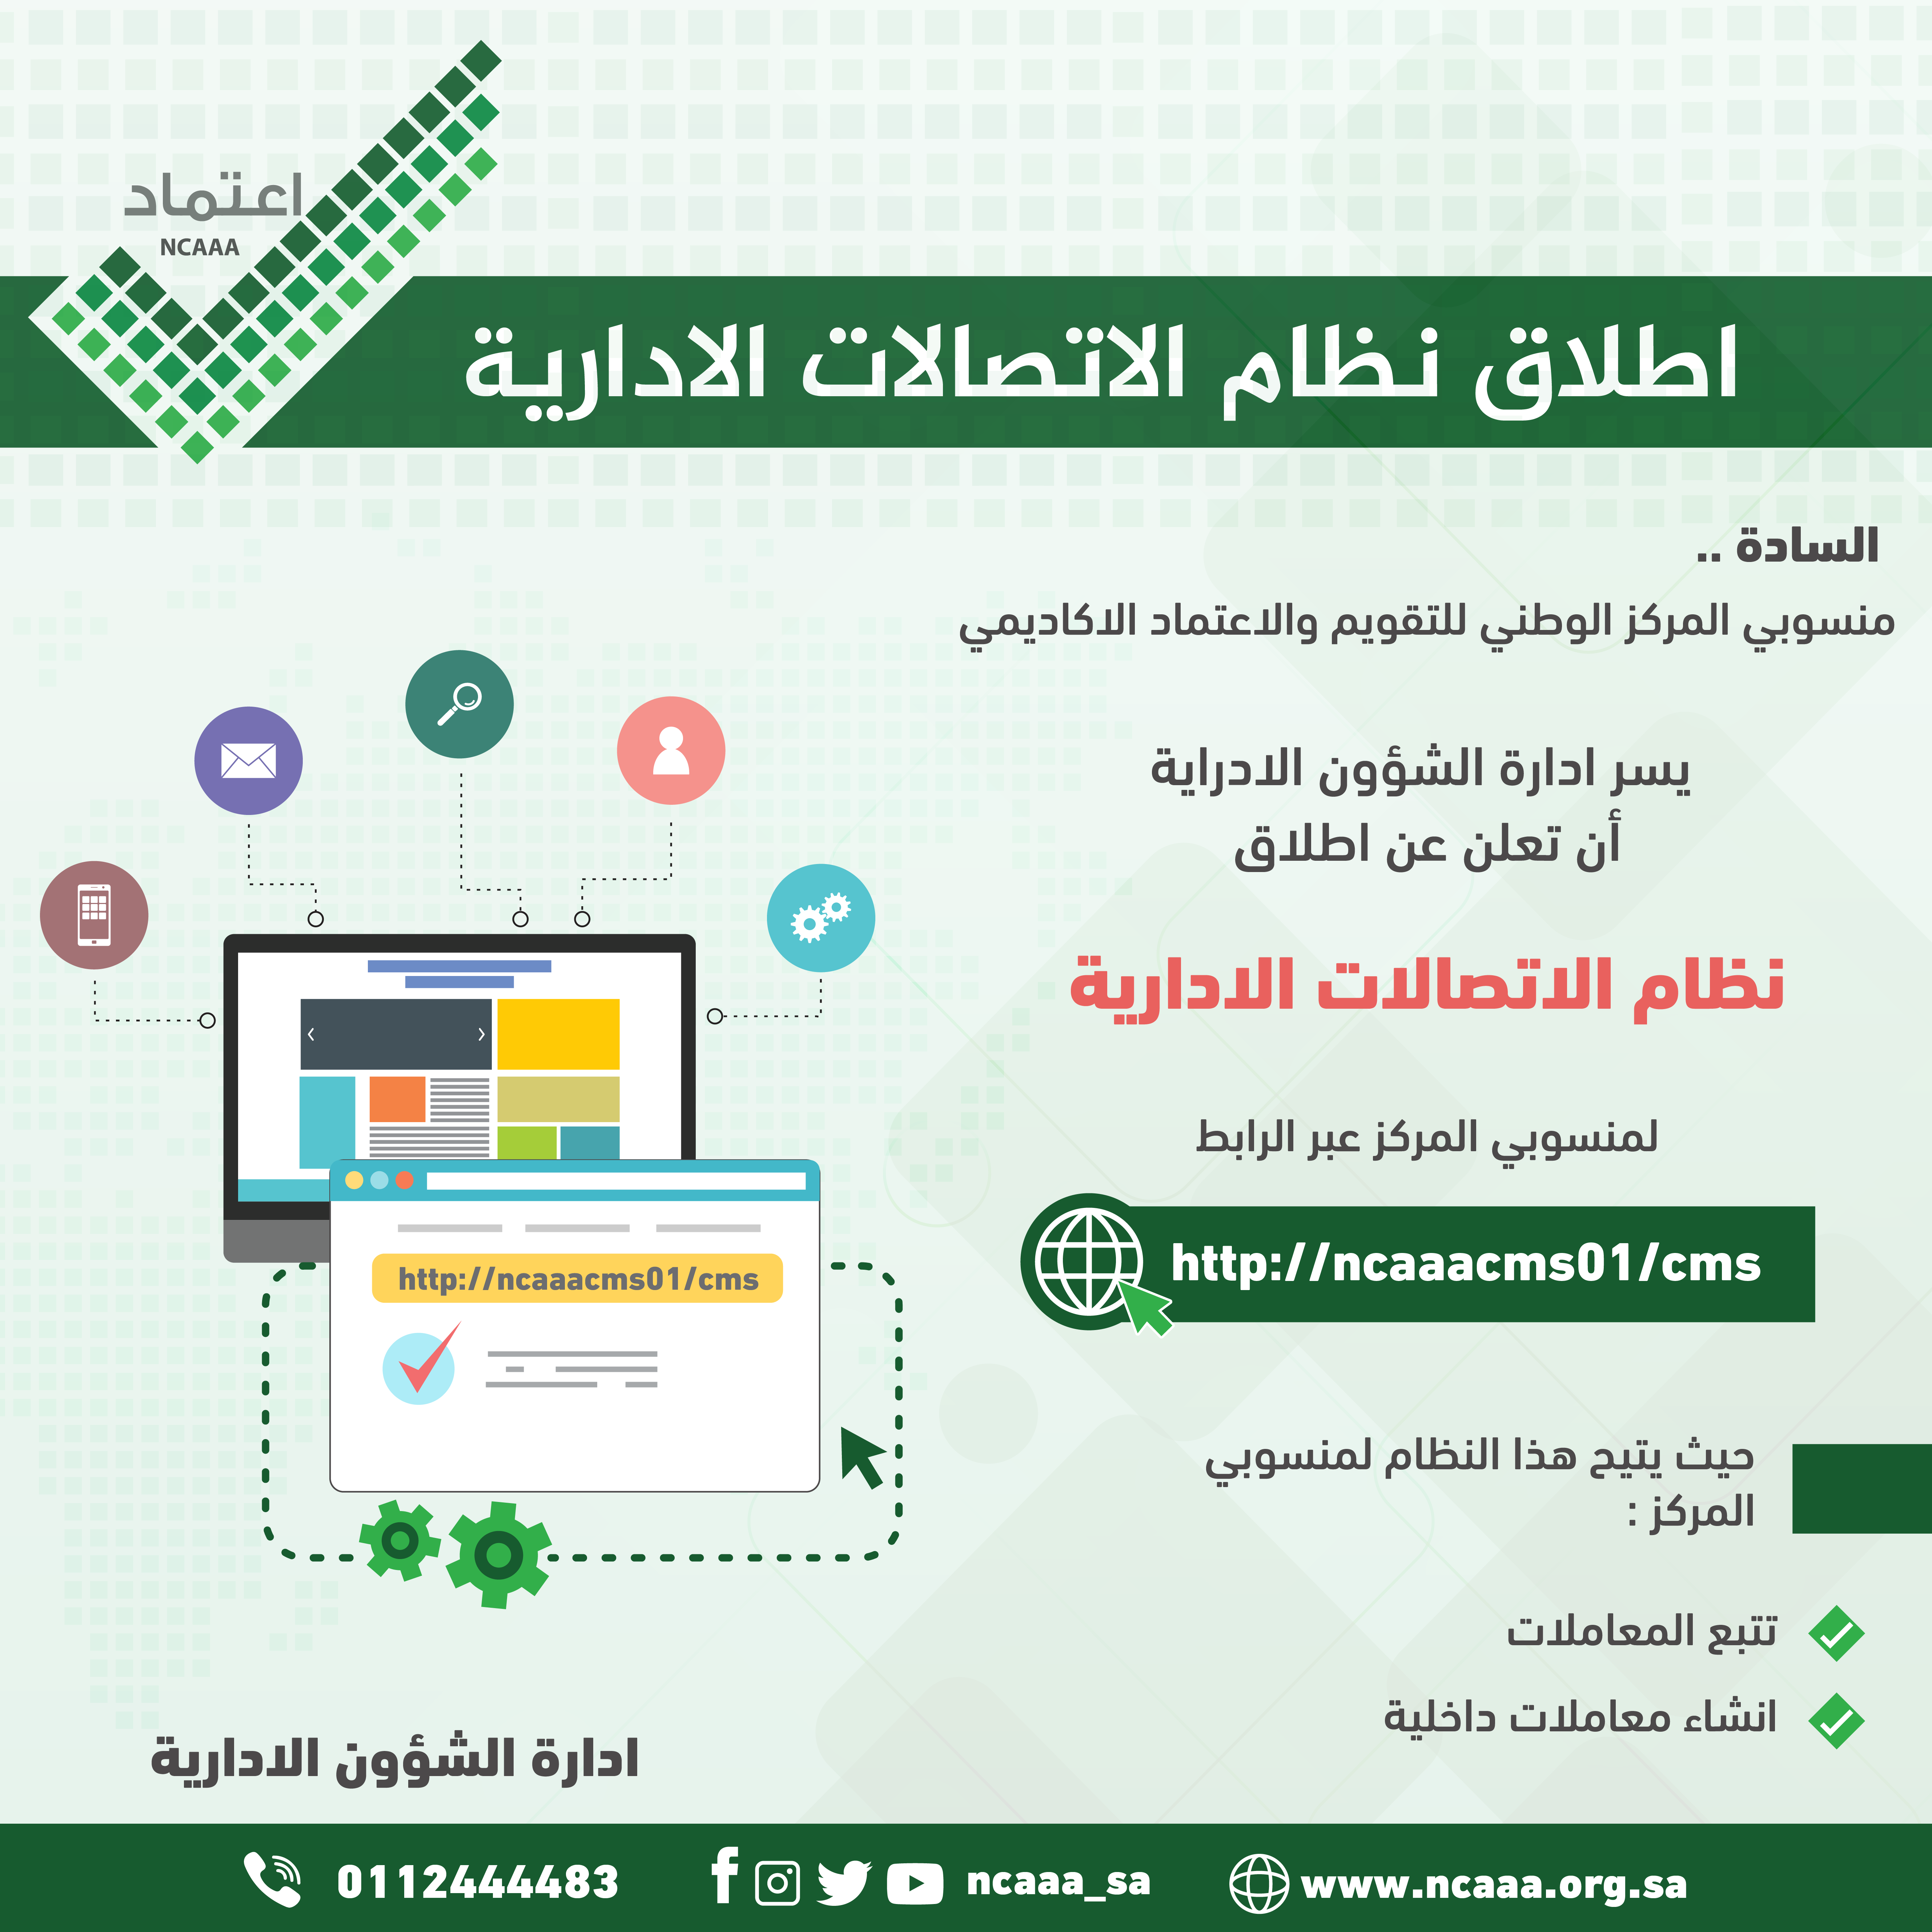 اعتماد
NCAAA
اطلاق نظام الاتصالات الادارية
السادة ..
منسوبي المركز الوطني للتقويم والاعتماد الاكاديمي
يسر ادارة الشؤون الادراية
أن تعلن عن اطلاق
نظام الاتصالات الادارية
لمنسوبي المركز عبر الرابط
http://ncaaacms01/cms
http://ncaaacms01/cms
حيث يتيح هذا النظام لمنسوبي
المركز :
تتبع المعاملات
انشاء معاملات داخلية
ادارة الشؤون الادارية
0112444483
ncaaa_sa
www.ncaaa.org.sa